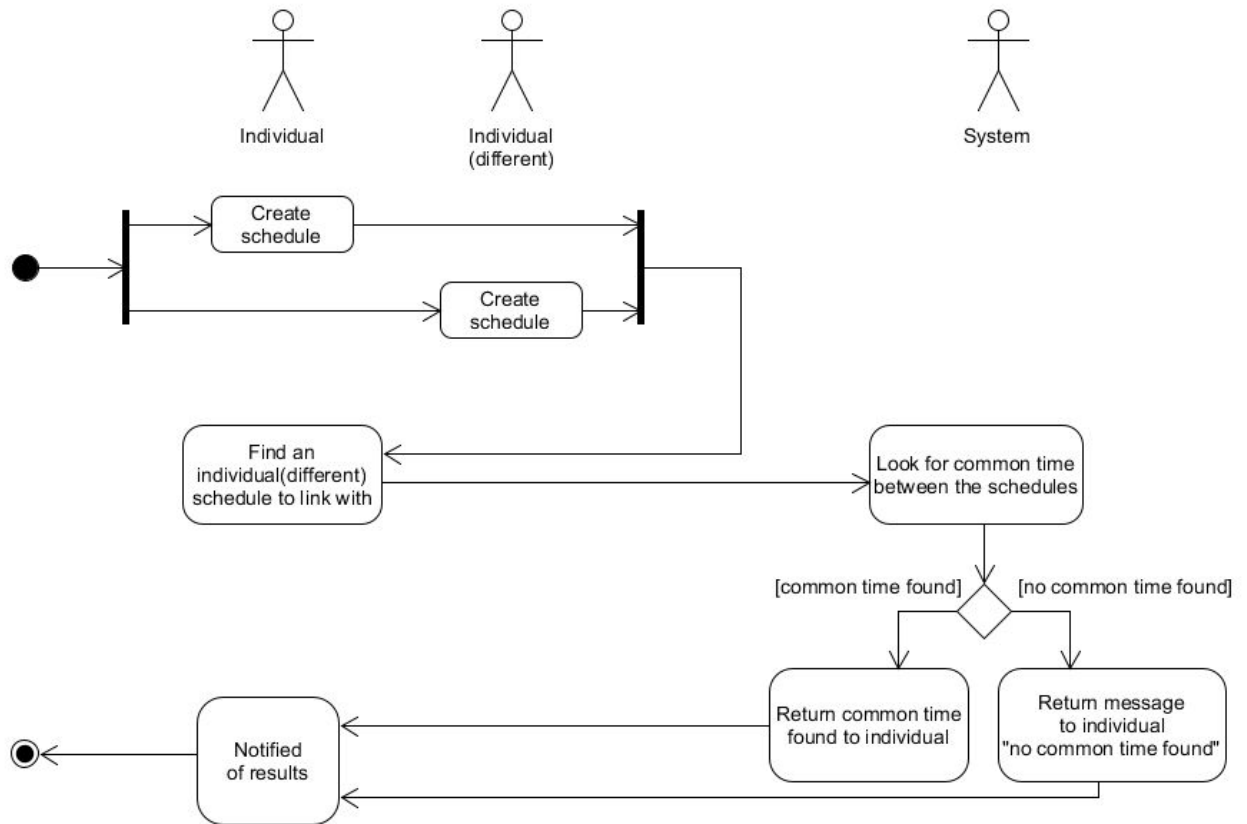 Individual
Individual
(different)
System
Create
schedule
Create
schedule
Find an
individual(different)
schedule to link with
Look for common time
between the schedules
[common time found]
[no common time found]
Return common time
found to individual
Return message
to individual
"no common time found"
Notified
of results